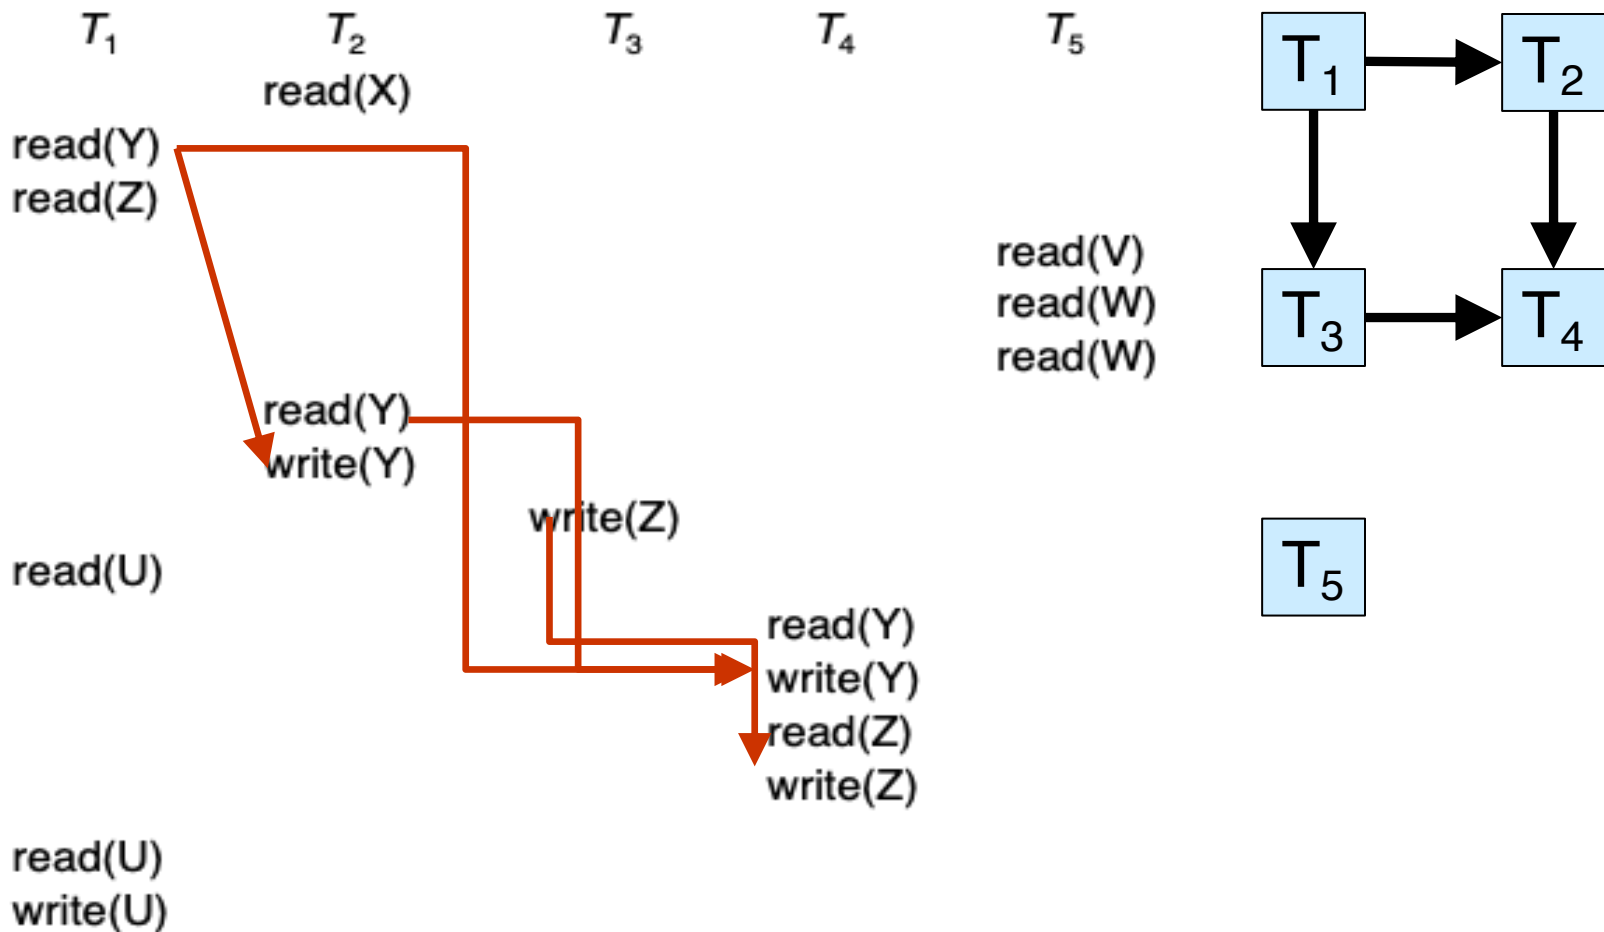 T1 T2 T3 T4 T5
read(X)
read(Y)
read(Z)
read(V)
read(W)
read(W)
read(Y)
write(Y)
write(Z)
read(U)
read(Y)
write(Y)
read(Z)
write(Z)
read(U)
write(U)
T1 T2
T3 T4
T5